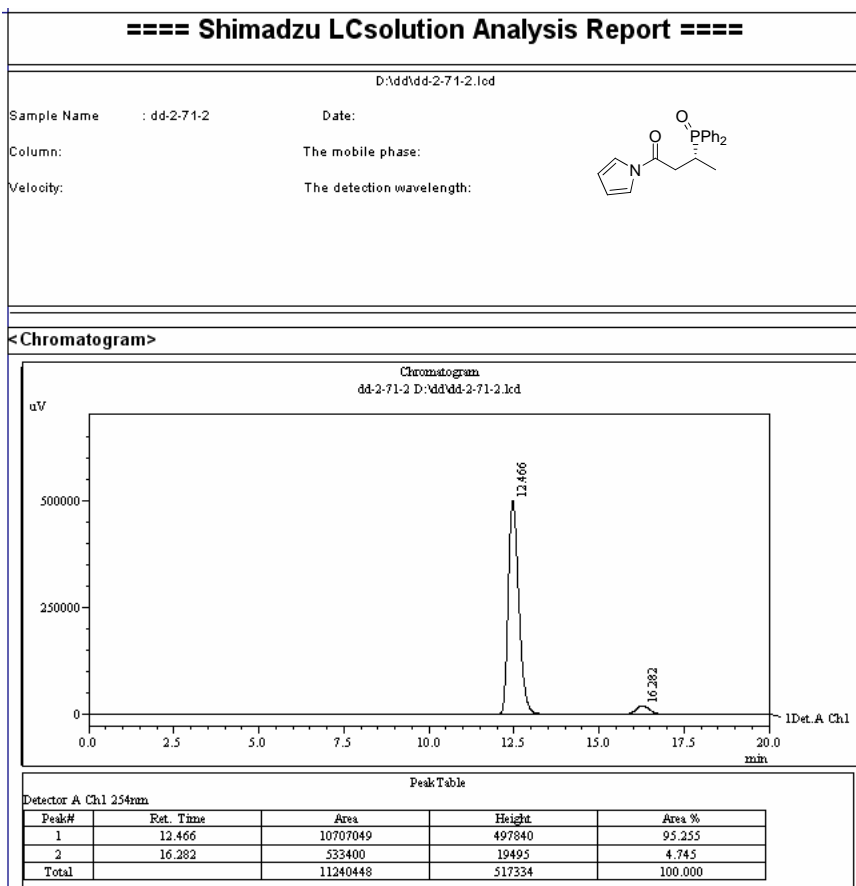 ==== Shimadzu LCsolution Analysis Report ====
D:\dd\dd-2-71-2.lcd
Sample Name : dd-2-71-2 Date:
Column: The mobile phase:
Velocity: The detection wavelength:
O
O PPh2
N
<Chromatogram>
Chromatogram
dd-2-71-2 D:\dd\dd-2-71-2.lcd
uV
12.466
500000
250000
16.282
0
1Det.A Ch1
0.0 2.5 5.0 7.5 10.0 12.5 15.0 17.5 20.0
min
PeakTable
Detector A Ch1 254nm
Peak# Ret. Time Area Height Area %
1 12.466 10707049 497840 95.255
2 16.282 533400 19495 4.745
Total 11240448 517334 100.000